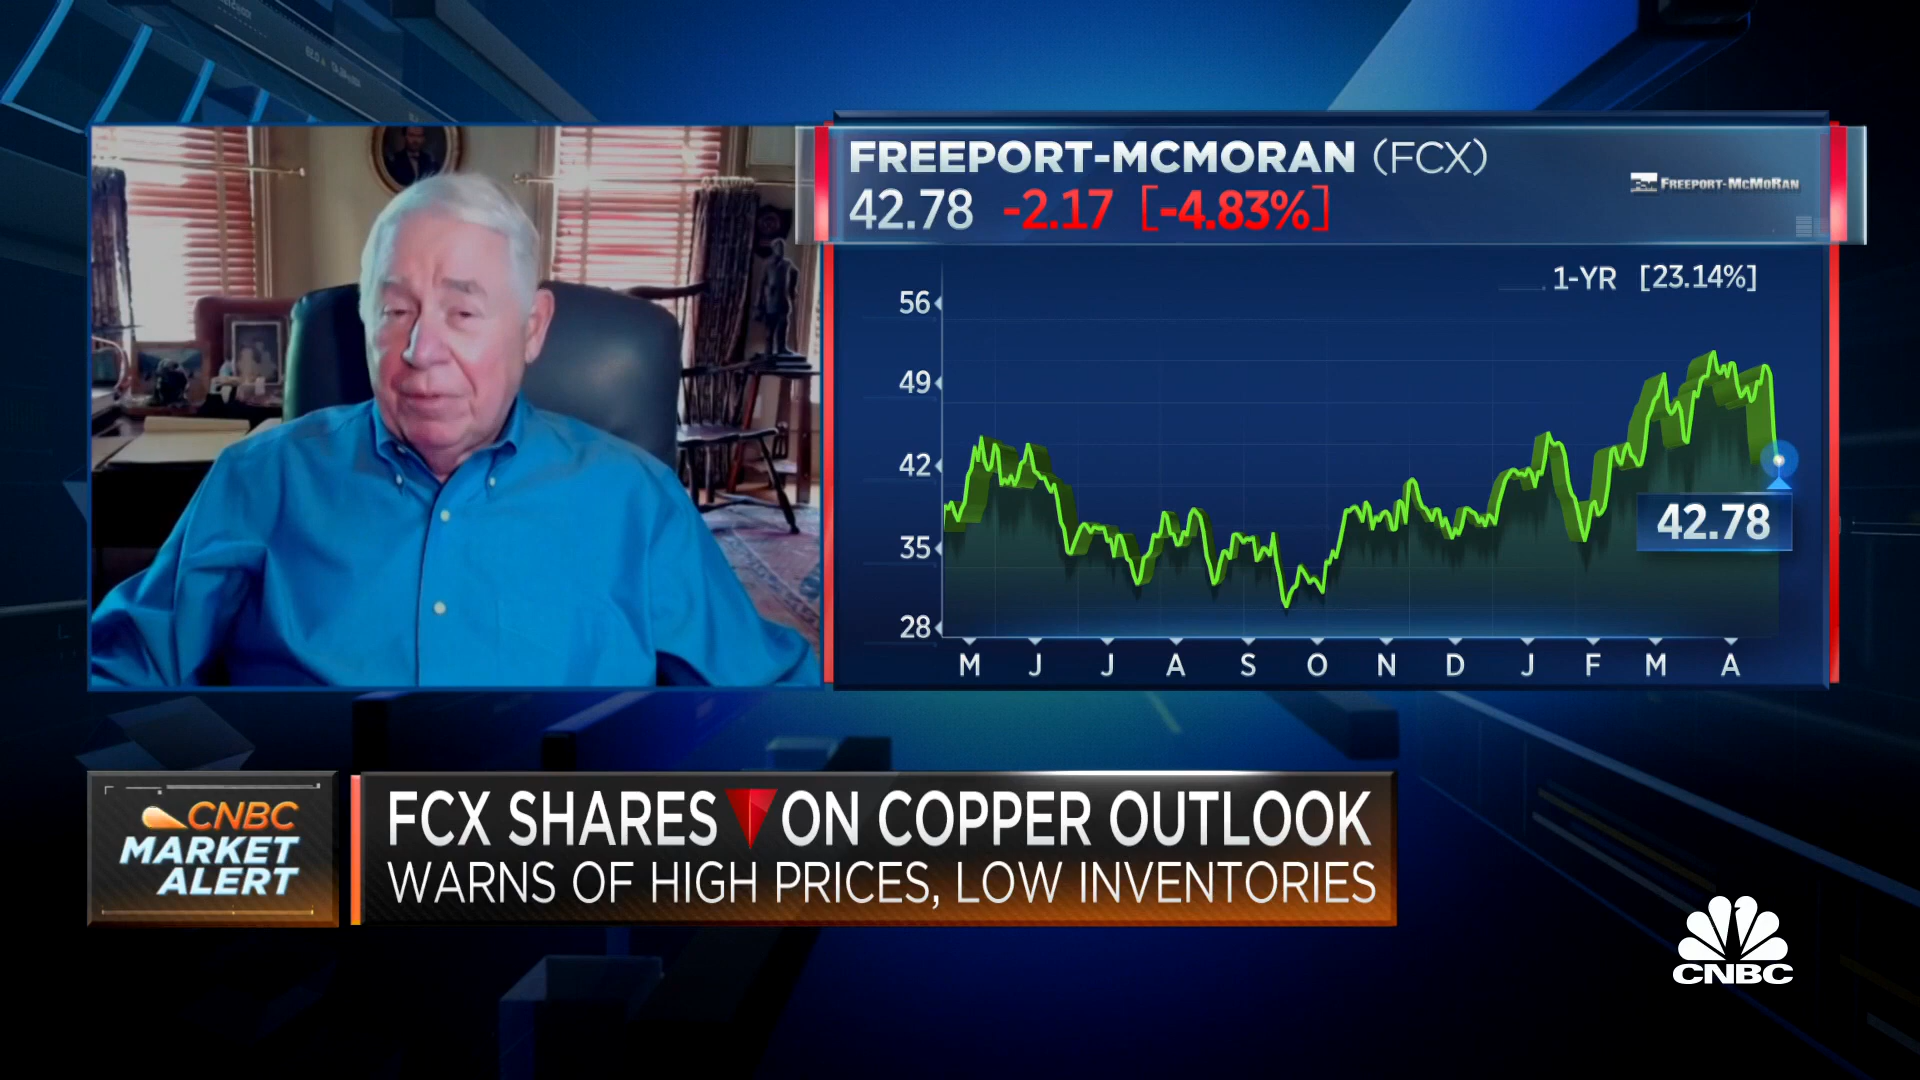 FREEPORT-MCMORAN (FCX)
42.78 -2.17 [-4.83%]
FCX FREEPORT-MCMORAN
1-YR [23.14%]
56
49
42
35
28
42.78
M J J A S O N D J F M A
CNBC
MARKET
ALERT
FCX SHARES ▼ ON COPPER OUTLOOK
WARNS OF HIGH PRICES, LOW INVENTORIES
CNBC